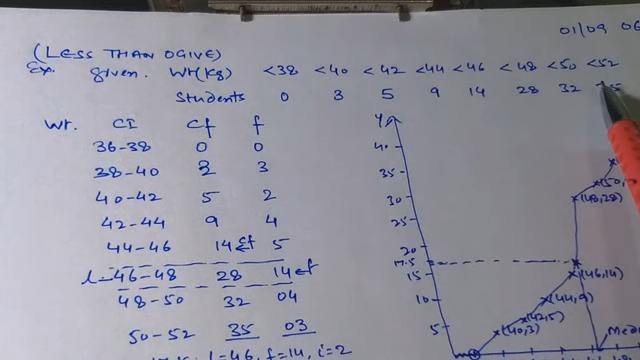 01/09 06
(LESS THAN OGIVE)
Ex. given. Wt(Kg) <38 <40 <42 <44 <46 <48 <50 <52
Students 0 3 5 9 14 28 32
Wt. CI Cf f Y
36-38 0 0 40
38-40 3 3 35
40-42 5 2 30 (48,28) (50,
42-44 9 4 25
44-46 14 cf 5 20
l=46-48 28 14 cf 17.5 15 (46,14)
48-50 32 04 10 (44,9)
50-52 35 03 5 (40,3) (42,5) Med
l=46, f=14, i=2